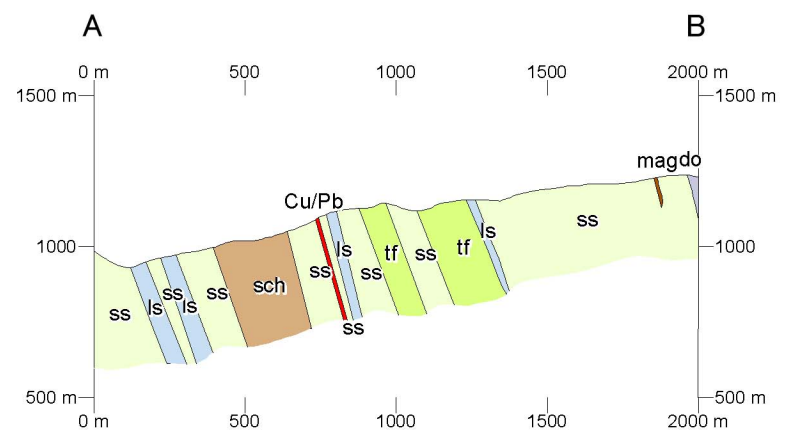 A B
0 m 500 1000 1500 2000 m
1500 m 1500 m
mag do
Cu/Pb
ss
1000 m 1000 m
ls tf ss tf ls
ss ss
sch
ss ls ss ls ss
ss
500 m 500 m
0 m 500 1000 1500 2000 m